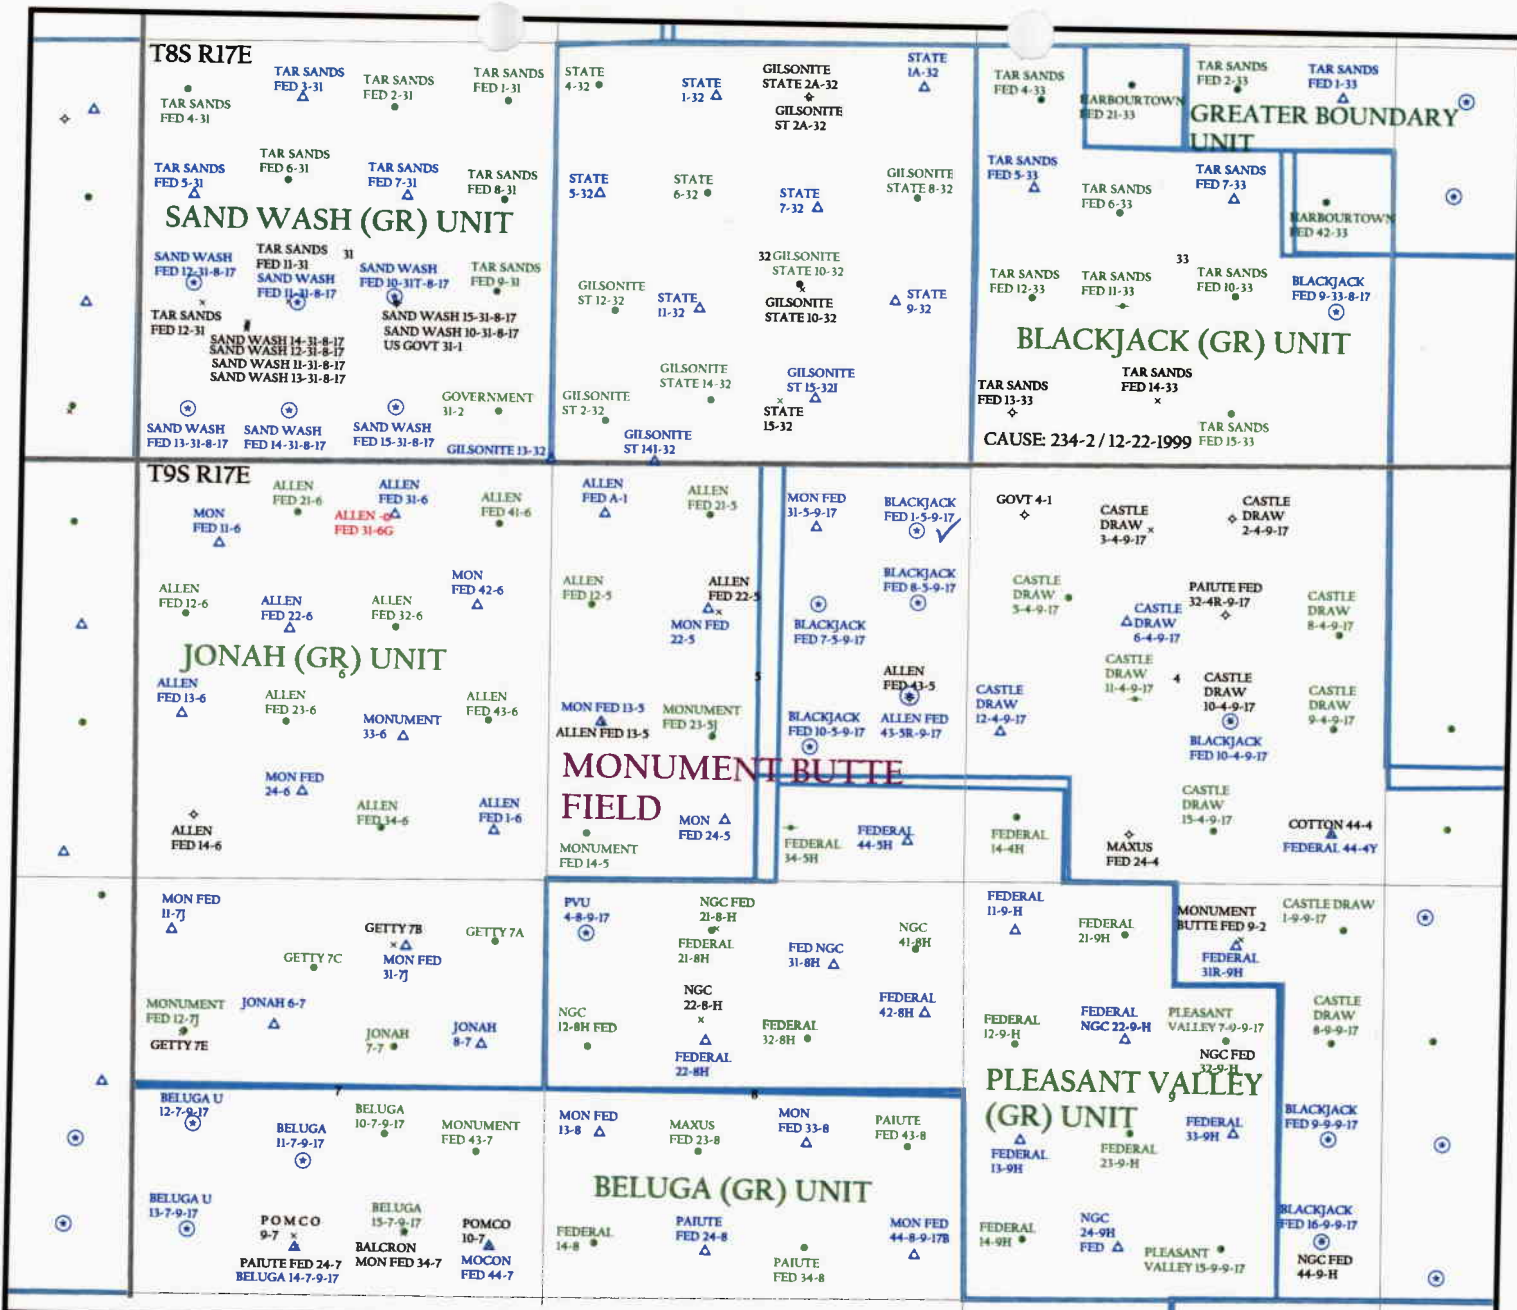 T8S R17E
TAR SANDS
FED 4-31
TAR SANDS
FED 3-31
TAR SANDS
FED 2-31
TAR SANDS
FED 1-31
TAR SANDS
FED 5-31
TAR SANDS
FED 6-31
TAR SANDS
FED 7-31
TAR SANDS
FED 8-31
SAND WASH (GR) UNIT
31
SAND WASH
FED 12-31-8-17
TAR SANDS
FED 11-31
SAND WASH
FED 11-31-8-17
SAND WASH
FED 10-31T-8-17
TAR SANDS
FED 9-31
TAR SANDS
FED 12-31
SAND WASH 14-31-8-17
SAND WASH 12-31-8-17
SAND WASH 11-31-8-17
SAND WASH 13-31-8-17
SAND WASH 15-31-8-17
SAND WASH 10-31-8-17
US GOVT 31-1
SAND WASH
FED 13-31-8-17
SAND WASH
FED 14-31-8-17
SAND WASH
FED 15-31-8-17
GOVERNMENT
31-2
GILSONITE 13-32
STATE
4-32
STATE
1-32
GILSONITE
STATE 2A-32
GILSONITE
ST 2A-32
STATE
1A-32
STATE
5-32
STATE
6-32
STATE
7-32
GILSONITE
STATE 8-32
32
GILSONITE
STATE 10-32
GILSONITE
STATE 10-32
GILSONITE
ST 12-32
STATE
11-32
STATE
9-32
GILSONITE
STATE 14-32
GILSONITE
ST 15-32I
STATE
15-32
GILSONITE
ST 2-32
GILSONITE
ST 141-32
TAR SANDS
FED 4-33
HARBOURTOWN
FED 21-33
TAR SANDS
FED 2-33
TAR SANDS
FED 1-33
GREATER BOUNDARY
UNIT
TAR SANDS
FED 5-33
TAR SANDS
FED 6-33
TAR SANDS
FED 7-33
HARBOURTOWN
FED 42-33
33
TAR SANDS
FED 12-33
TAR SANDS
FED 11-33
TAR SANDS
FED 10-33
BLACKJACK
FED 9-33-8-17
BLACKJACK (GR) UNIT
TAR SANDS
FED 13-33
TAR SANDS
FED 14-33
TAR SANDS
FED 15-33
CAUSE: 234-2 / 12-22-1999
T9S R17E
MON
FED 11-6
ALLEN
FED 21-6
ALLEN
FED 31-6G
ALLEN
FED 31-6
ALLEN
FED 41-6
ALLEN
FED 12-6
ALLEN
FED 22-6
ALLEN
FED 32-6
MON
FED 42-6
JONAH (GR) UNIT
6
ALLEN
FED 13-6
ALLEN
FED 23-6
MONUMENT
33-6
ALLEN
FED 43-6
ALLEN
FED 14-6
MON FED
24-6
ALLEN
FED 34-6
ALLEN
FED 1-6
ALLEN
FED A-1
ALLEN
FED 21-5
MON FED
31-5-9-17
BLACKJACK
FED 1-5-9-17
ALLEN
FED 12-5
ALLEN
FED 22-5
MON FED
22-5
BLACKJACK
FED 7-5-9-17
BLACKJACK
FED 8-5-9-17
5
MON FED 13-5
ALLEN FED 13-5
MONUMENT
FED 23-5J
BLACKJACK
FED 10-5-9-17
ALLEN
FED 43-5
ALLEN FED
43-5R-9-17
MONUMENT BUTTE
FIELD
MONUMENT
FED 14-5
MON
FED 24-5
FEDERAL
34-5H
FEDERAL
44-5H
GOVT 4-1
CASTLE
DRAW
3-4-9-17
CASTLE
DRAW
2-4-9-17
CASTLE
DRAW
5-4-9-17
CASTLE
DRAW
6-4-9-17
PAIUTE FED
32-4R-9-17
CASTLE
DRAW
8-4-9-17
4
CASTLE
DRAW
12-4-9-17
CASTLE
DRAW
11-4-9-17
CASTLE
DRAW
10-4-9-17
BLACKJACK
FED 10-4-9-17
CASTLE
DRAW
9-4-9-17
FEDERAL
14-4H
MAXUS
FED 24-4
CASTLE
DRAW
15-4-9-17
COTTON 44-4
FEDERAL 44-4Y
MON FED
11-7J
GETTY 7C
GETTY 7B
MON FED
31-7J
GETTY 7A
MONUMENT
FED 12-7J
GETTY 7E
JONAH 6-7
JONAH
7-7
JONAH
8-7
7
BELUGA U
12-7-9-17
BELUGA
11-7-9-17
BELUGA
10-7-9-17
MONUMENT
FED 43-7
BELUGA U
13-7-9-17
POMCO
9-7
PAIUTE FED 24-7
BELUGA 14-7-9-17
BELUGA
15-7-9-17
BALCRON
MON FED 34-7
POMCO
10-7
MOCON
FED 44-7
PVU
4-8-9-17
NGC FED
21-8-H
FEDERAL
21-8H
FED NGC
31-8H
NGC
41-8H
NGC
12-8H FED
NGC
22-8-H
FEDERAL
22-8H
FEDERAL
32-8H
FEDERAL
42-8H
8
MON FED
13-8
MAXUS
FED 23-8
MON
FED 33-8
PAIUTE
FED 43-8
BELUGA (GR) UNIT
FEDERAL
14-8
PAIUTE
FED 24-8
PAIUTE
FED 34-8
MON FED
44-8-9-17B
FEDERAL
11-9-H
FEDERAL
21-9H
MONUMENT
BUTTE FED 9-2
FEDERAL
31R-9H
CASTLE DRAW
1-9-9-17
FEDERAL
12-9-H
FEDERAL
NGC 22-9-H
PLEASANT
VALLEY 7-9-9-17
NGC FED
32-9-H
CASTLE
DRAW
8-9-9-17
PLEASANT VALLEY
(GR) UNIT
9
FEDERAL
13-9H
FEDERAL
23-9-H
FEDERAL
33-9H
BLACKJACK
FED 9-9-9-17
FEDERAL
14-9H
NGC
24-9H
FED
PLEASANT
VALLEY 15-9-9-17
BLACKJACK
FED 16-9-9-17
NGC FED
44-9-H